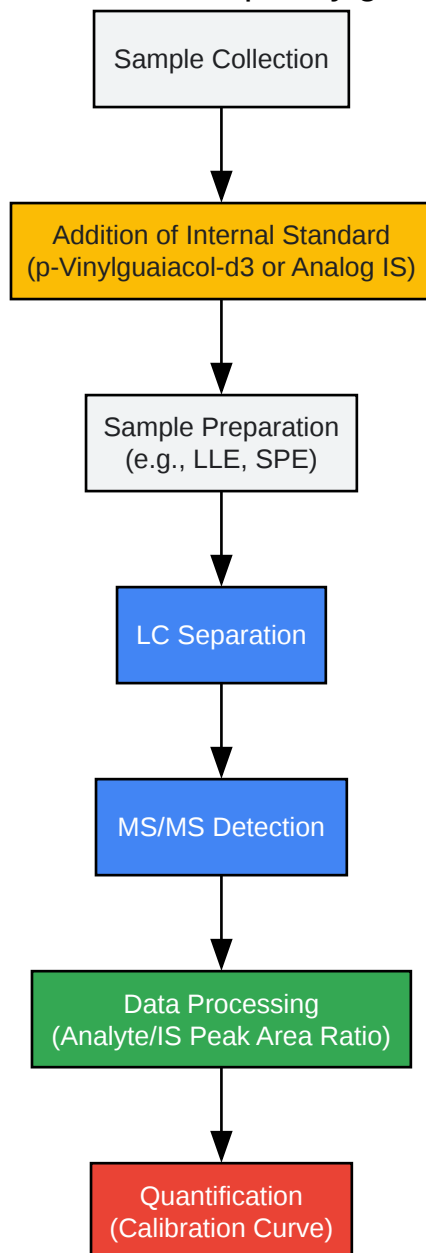 Sample Collection
Addition of Internal Standard
(p-Vinylguaiacol-d3 or Analog IS)
Sample Preparation
(e.g., LLE, SPE)
LC Separation
MS/MS Detection
Data Processing
(Analyte/IS Peak Area Ratio)
Quantification
(Calibration Curve)